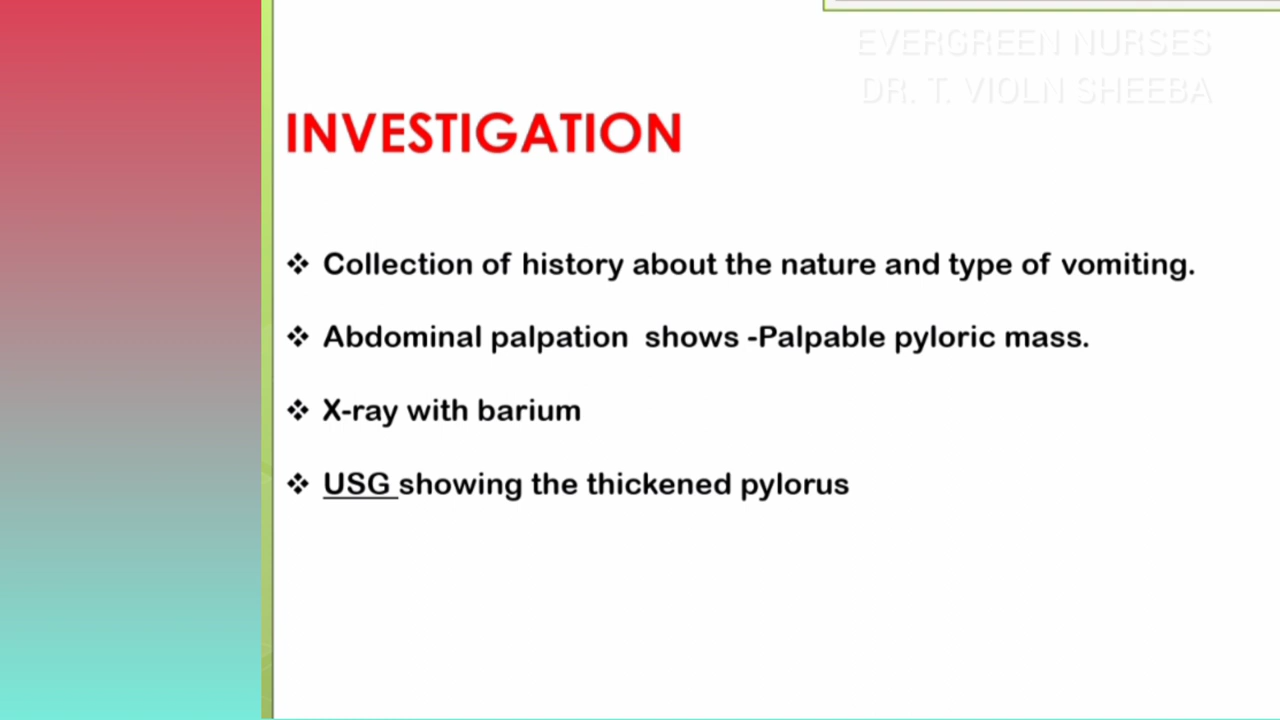 EVERGREEN NURSES
DR. T. VIOLN SHEEBA
INVESTIGATION
❖ Collection of history about the nature and type of vomiting.
❖ Abdominal palpation shows -Palpable pyloric mass.
❖ X-ray with barium
❖ USG showing the thickened pylorus